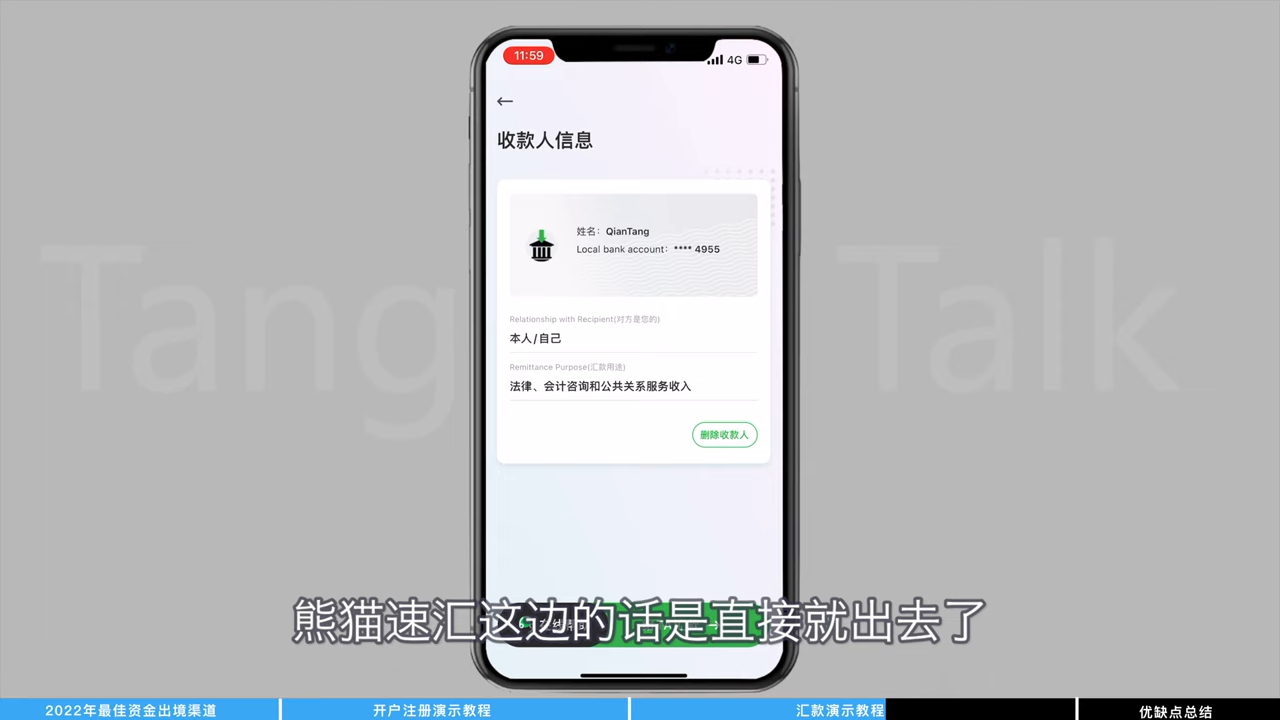 11:59
4G
收款人信息
姓名： QianTang
Local bank account： **** 4955
Relationship with Recipient(对方是您的)
本人/自己
Remittance Purpose(汇款用途)
法律、会计咨询和公共关系服务收入
删除收款人
Tang Talk
熊猫速汇这边的话是直接就出去了
2022年最佳资金出境渠道
开户注册演示教程
汇款演示教程
优缺点总结